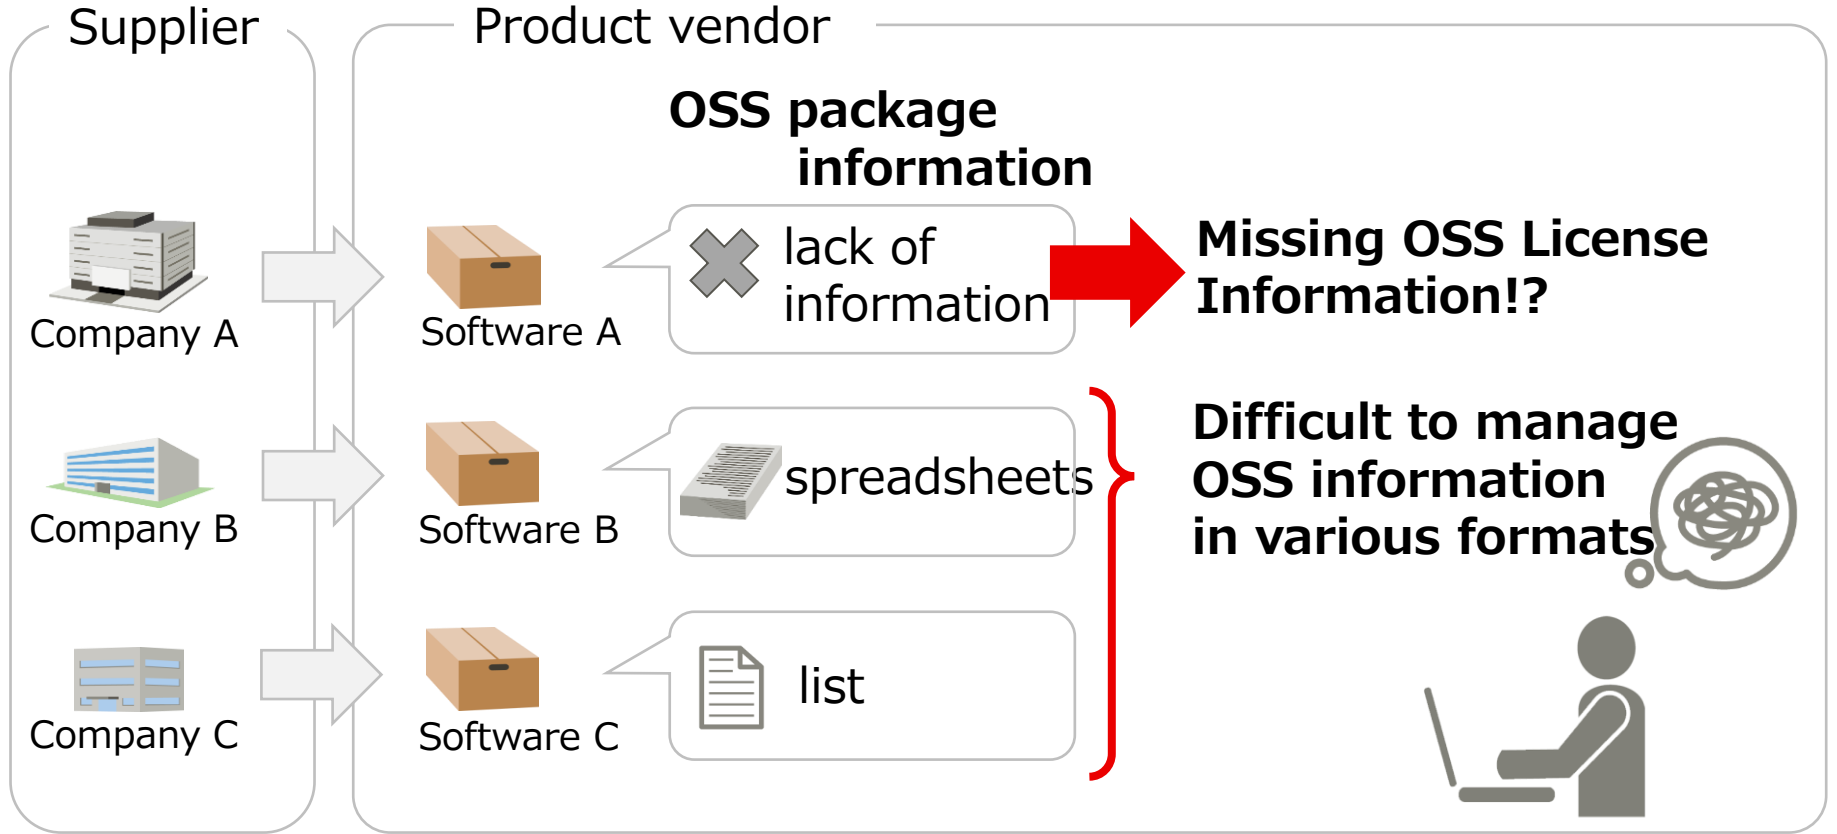 Supplier
Product vendor
OSS package
information
Company A
Software A
lack of
information
Missing OSS License
Information!?
Company B
Software B
spreadsheets
Difficult to manage
OSS information
in various formats
Company C
Software C
list